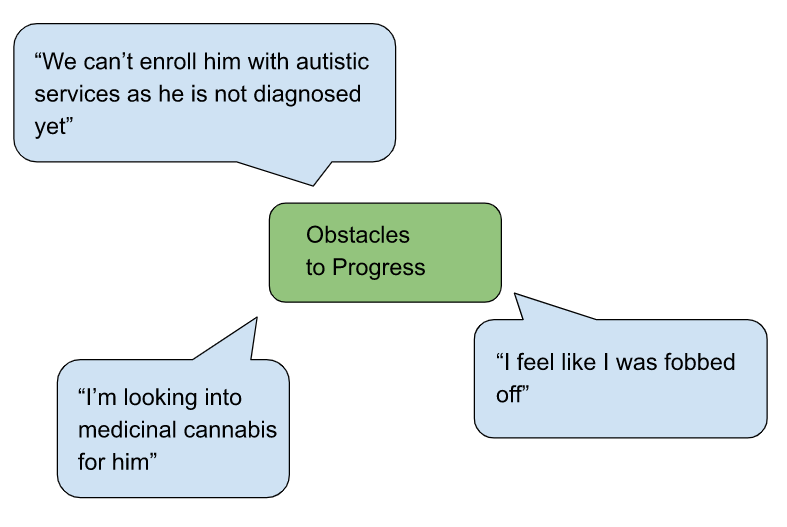 “We can’t enroll him with autistic
services as he is not diagnosed
yet”
Obstacles
to Progress
“I feel like I was fobbed
off”
“I’m looking into
medicinal cannabis
for him”